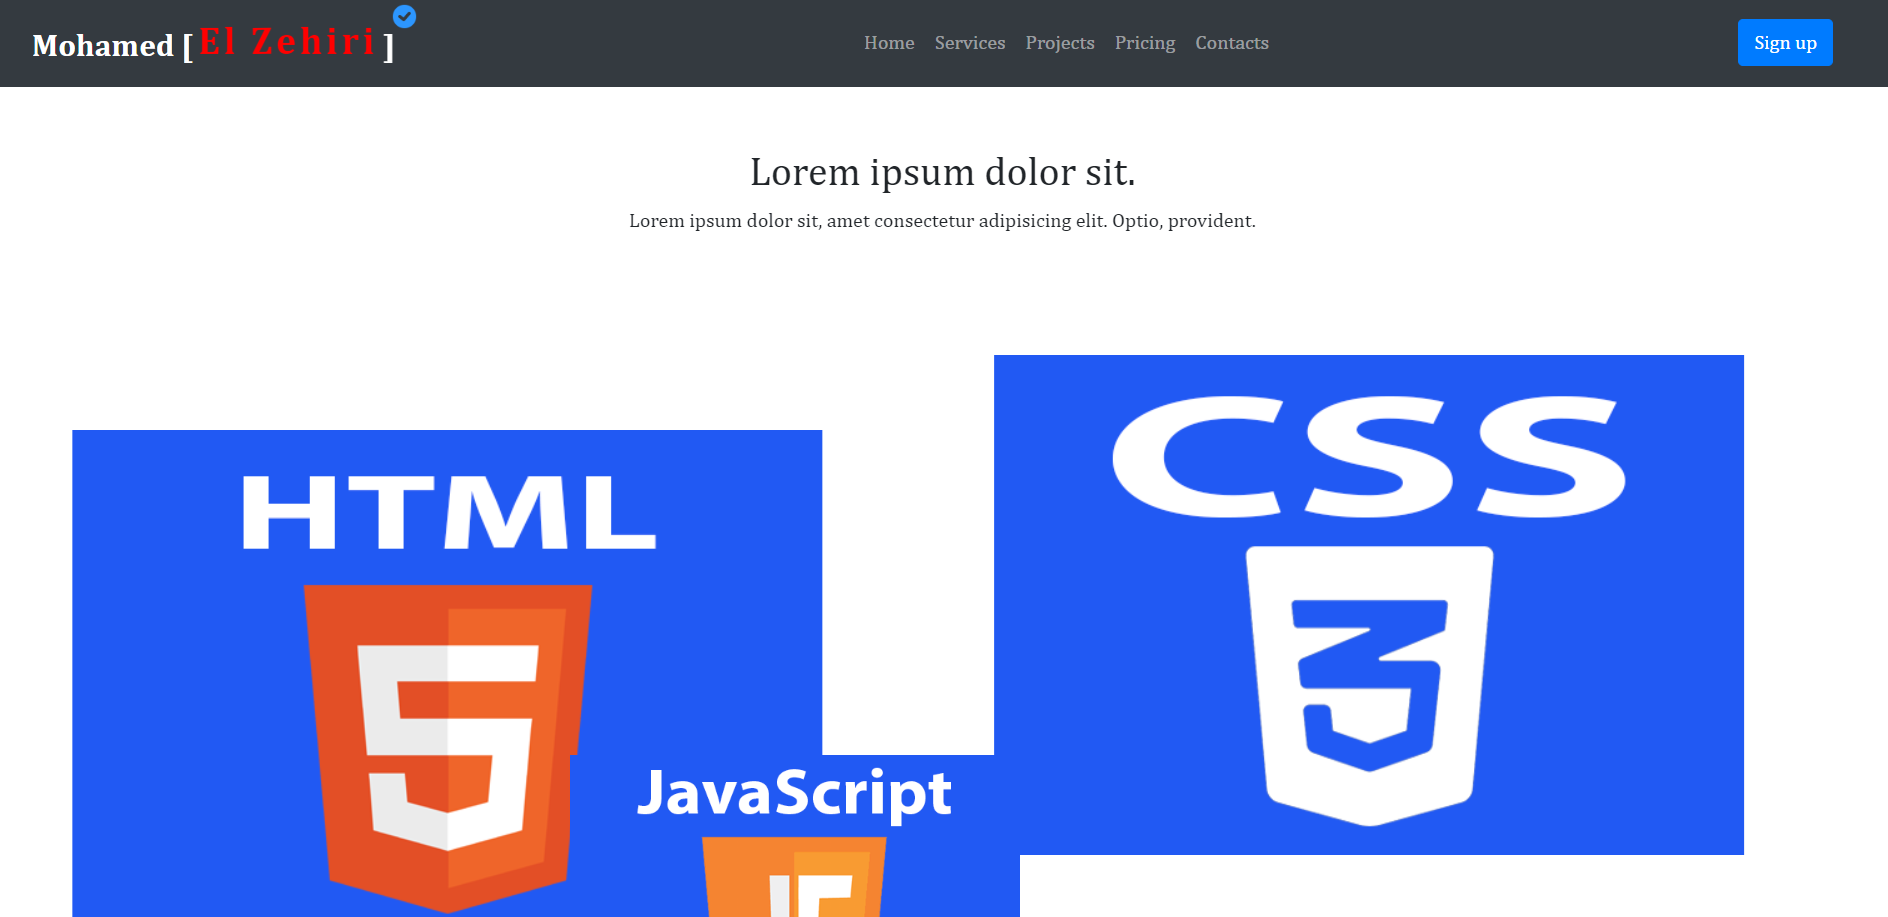 Mohamed [ El Zehiri ]
Home Services Projects Pricing Contacts
Sign up
Lorem ipsum dolor sit.
Lorem ipsum dolor sit, amet consectetur adipisicing elit. Optio, provident.
CSS
3
HTML
5
JavaScript